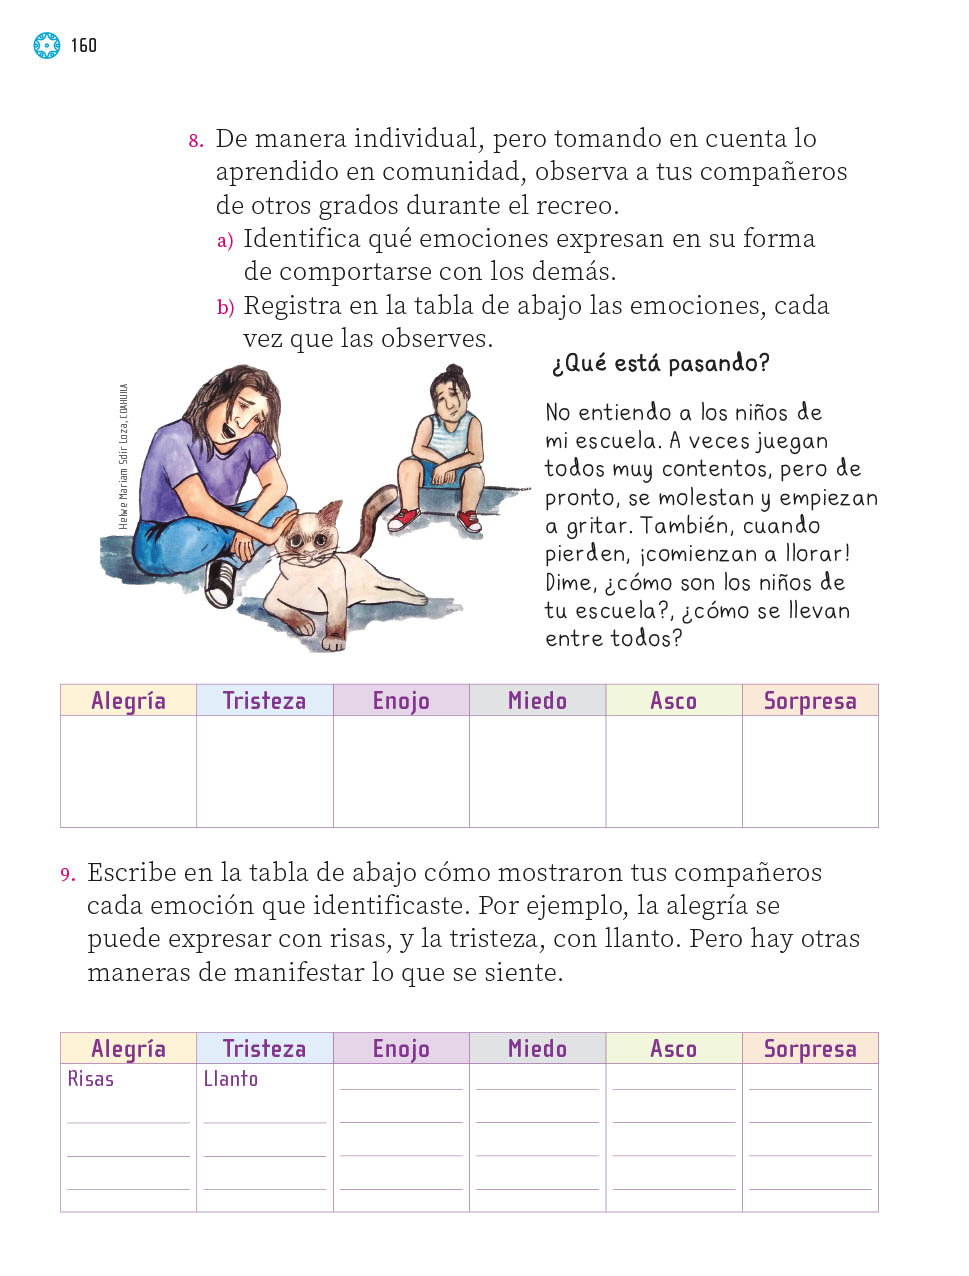 160
8. De manera individual, pero tomando en cuenta lo
aprendido en comunidad, observa a tus compañeros
de otros grados durante el recreo.
a) Identifica qué emociones expresan en su forma
de comportarse con los demás.
b) Registra en la tabla de abajo las emociones, cada
vez que las observes.
Helwe Mariam Sdir Loza, COAHUILA
¿Qué está pasando?
No entiendo a los niños de
mi escuela. A veces juegan
todos muy contentos, pero de
pronto, se molestan y empiezan
a gritar. También, cuando
pierden, ¡comienzan a llorar!
Dime, ¿cómo son los niños de
tu escuela?, ¿cómo se llevan
entre todos?
Alegría Tristeza Enojo Miedo Asco Sorpresa
9. Escribe en la tabla de abajo cómo mostraron tus compañeros
cada emoción que identificaste. Por ejemplo, la alegría se
puede expresar con risas, y la tristeza, con llanto. Pero hay otras
maneras de manifestar lo que se siente.
Alegría Tristeza Enojo Miedo Asco Sorpresa
Risas Llanto